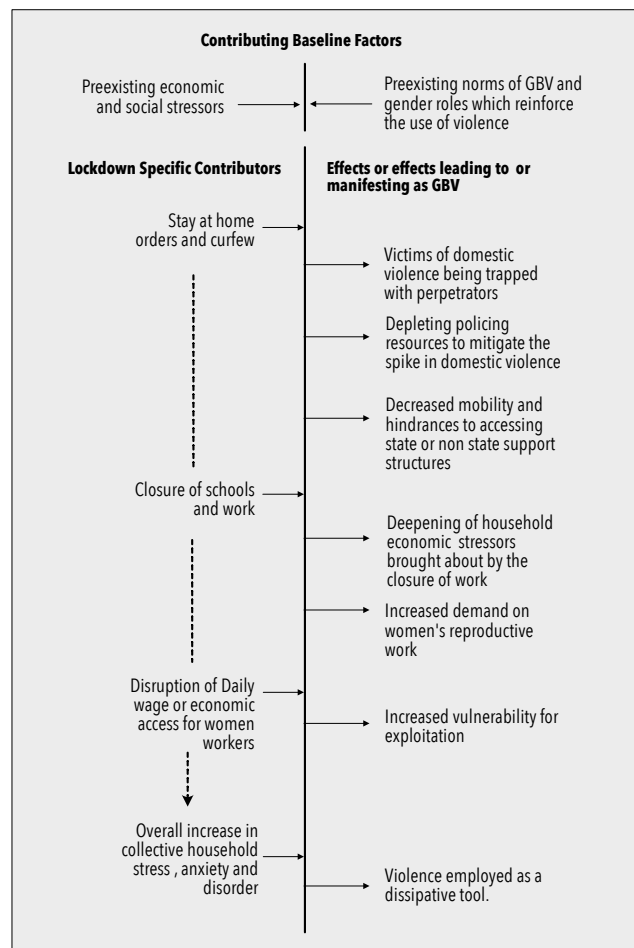 Contributing Baseline Factors
Preexisting economic
and social stressors
Preexisting norms of GBV and
gender roles which reinforce
the use of violence
Lockdown Specific Contributors
Effects or effects leading to or
manifesting as GBV
Stay at home
orders and curfew
Victims of domestic
violence being trapped
with perpetrators
Depleting policing
resources to mitigate the
spike in domestic violence
Decreased mobility and
hindrances to accessing
state or non state support
structures
Closure of schools
and work
Deepening of household
economic stressors
brought about by the
closure of work
Increased demand on
women's reproductive
work
Disruption of Daily
wage or economic
access for women
workers
Increased vulnerability for
exploitation
Overall increase in
collective household
stress , anxiety and
disorder
Violence employed as a
dissipative tool.